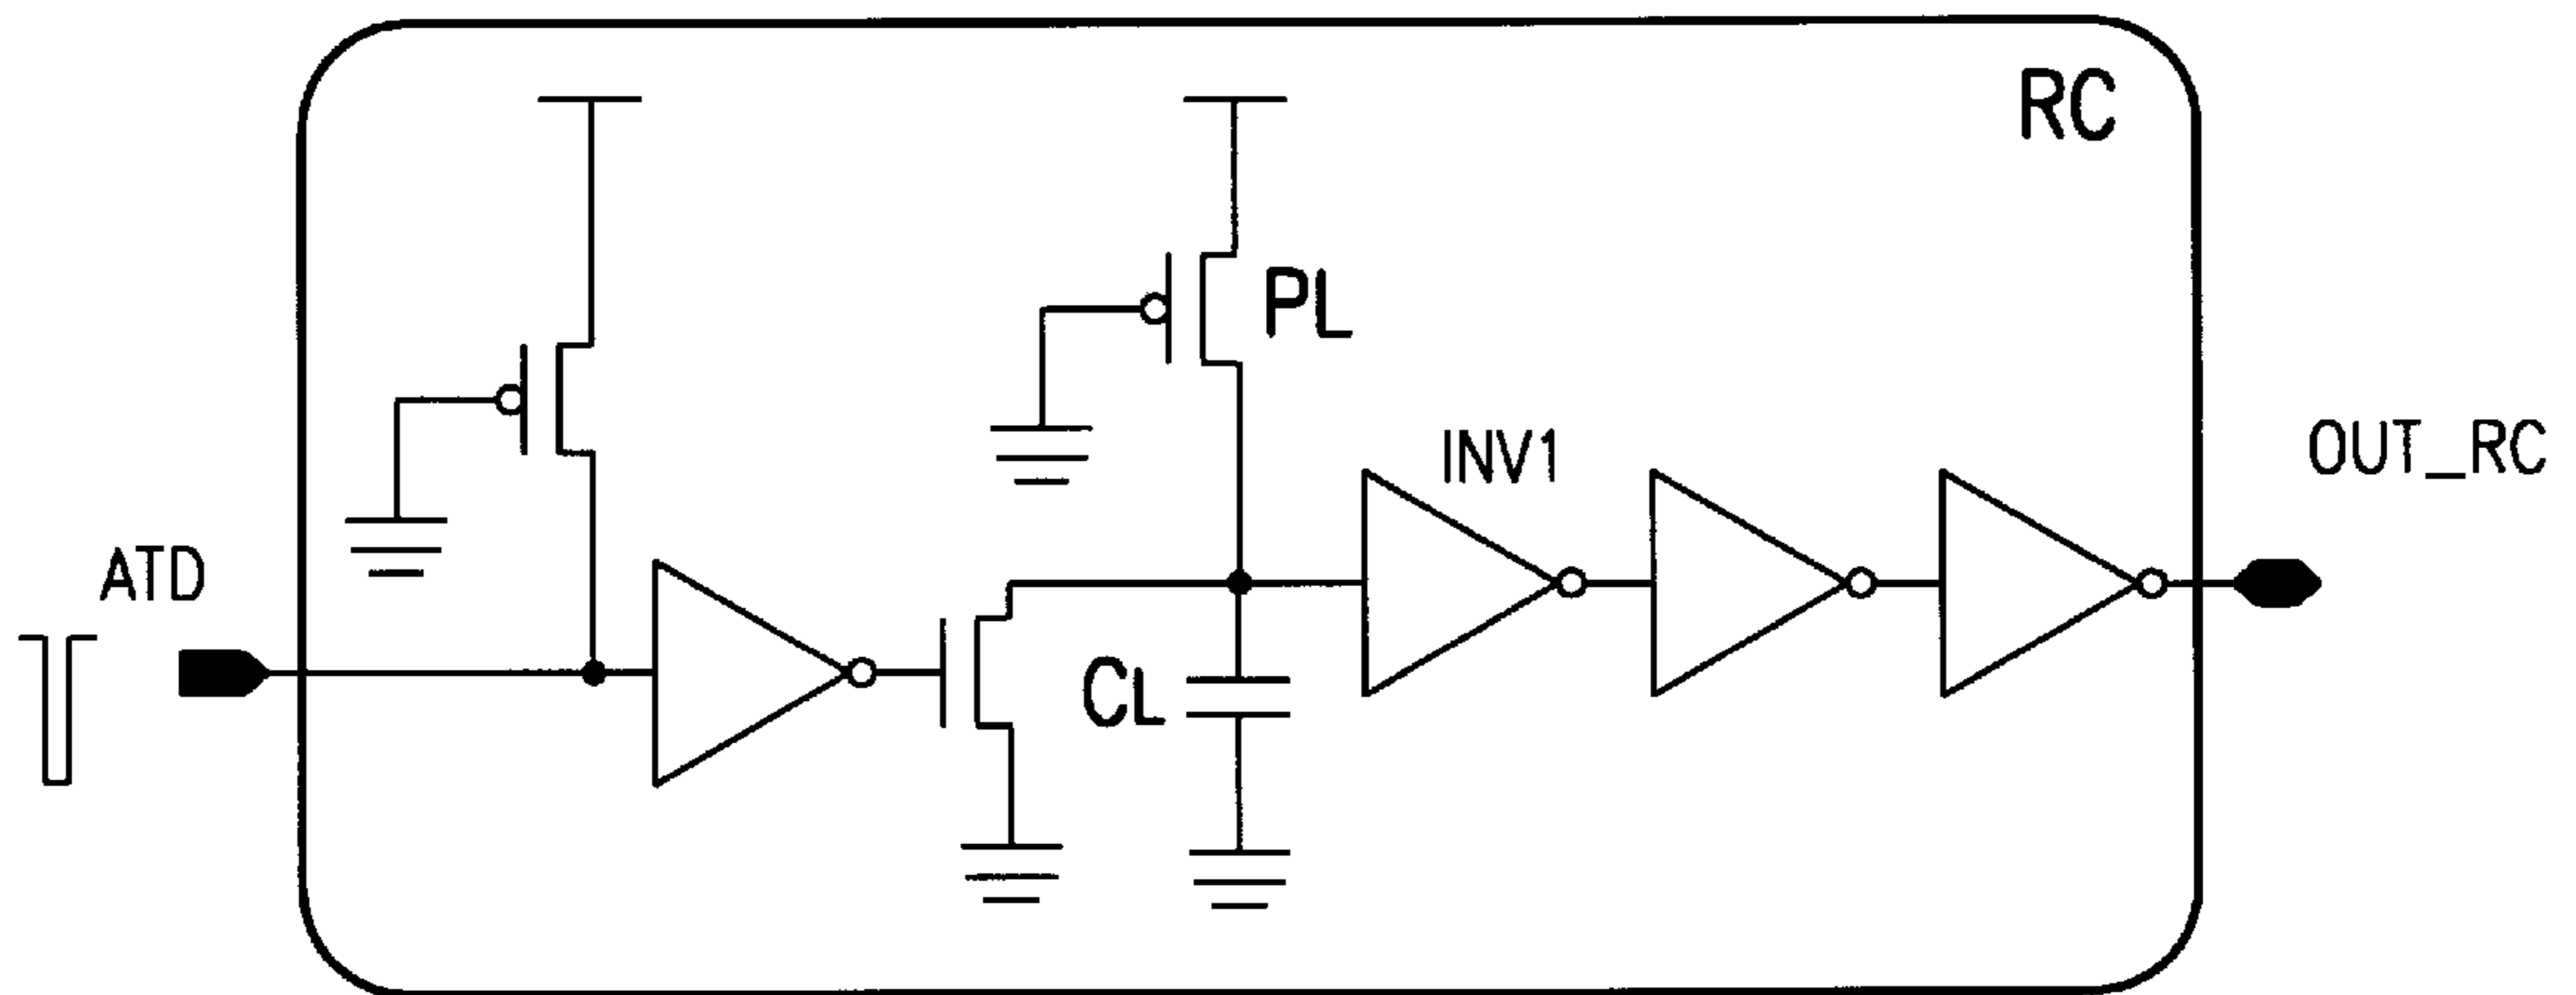 RC
PL
INV1
OUT_RC
ATD
CL